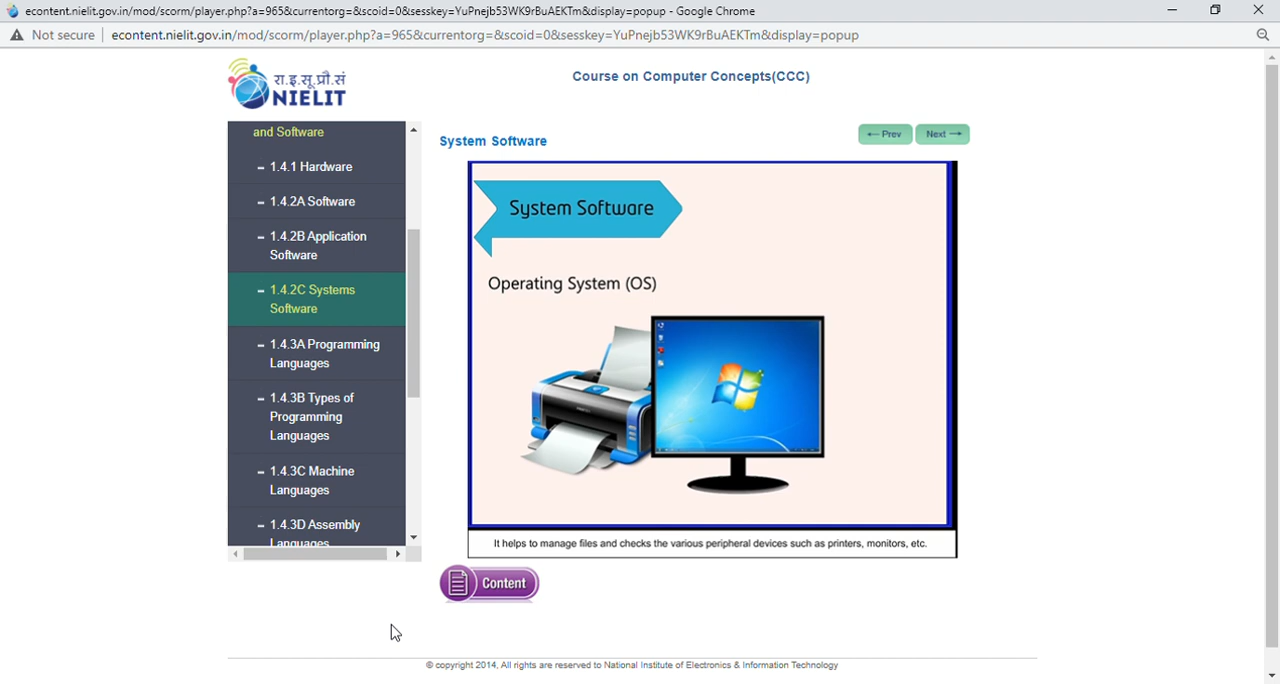 econtent.nielit.gov.in/mod/scorm/player.php?a=965&currentorg=&scoid=0&sesskey=YuPnejb53WK9rBuAEKTm&display=popup - Google Chrome
Not secure econtent.nielit.gov.in/mod/scorm/player.php?a=965&currentorg=&scoid=0&sesskey=YuPnejb53WK9rBuAEKTm&display=popup
रा.इ.सू.प्रौ.सं
NIELIT
Course on Computer Concepts(CCC)
and Software
1.4.1 Hardware
1.4.2A Software
1.4.2B Application
Software
1.4.2C Systems
Software
1.4.3A Programming
Languages
1.4.3B Types of
Programming
Languages
1.4.3C Machine
Languages
1.4.3D Assembly
Languages
System Software
← Prev
Next →
System Software
Operating System (OS)
It helps to manage files and checks the various peripheral devices such as printers, monitors, etc.
Content
© copyright 2014, All rights are reserved to National Institute of Electronics & Information Technology